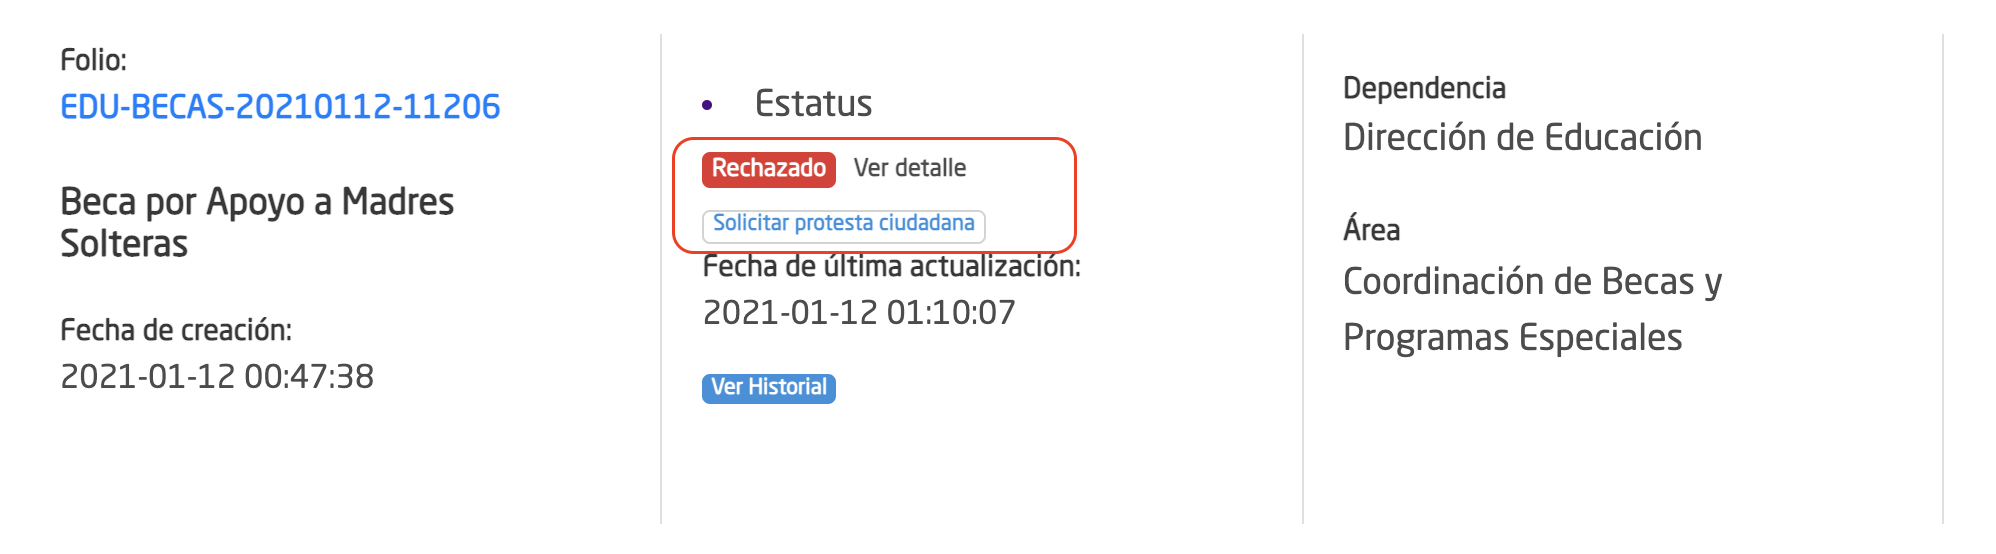 Folio:
EDU-BECAS-20210112-11206
Beca por Apoyo a Madres
Solteras
Fecha de creación:
2021-01-12 00:47:38
• Estatus
Rechazado Ver detalle
Solicitar protesta ciudadana
Fecha de última actualización:
2021-01-12 01:10:07
Ver Historial
Dependencia
Dirección de Educación
Área
Coordinación de Becas y
Programas Especiales